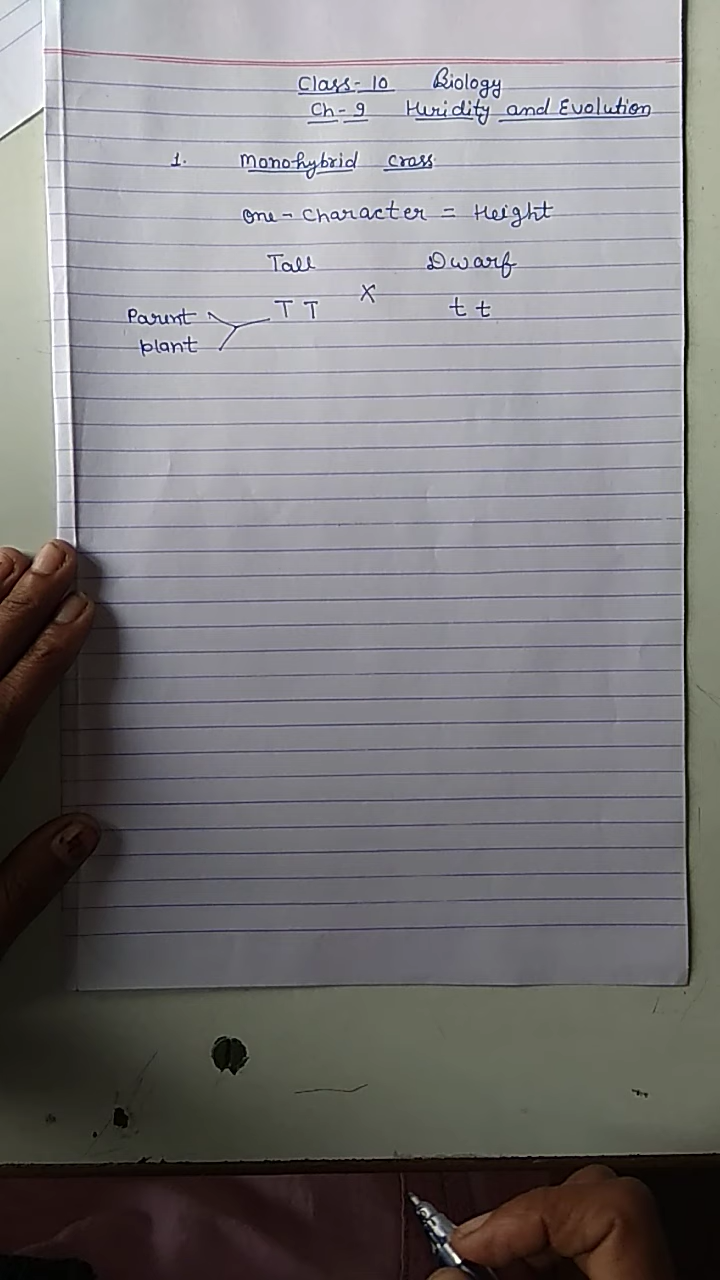 Class-10 Biology
Ch-9 Huridity and Evolution
1. Monohybrid cross
One-Character = Height
Tall Dwarf
Parent TT X tt
plant